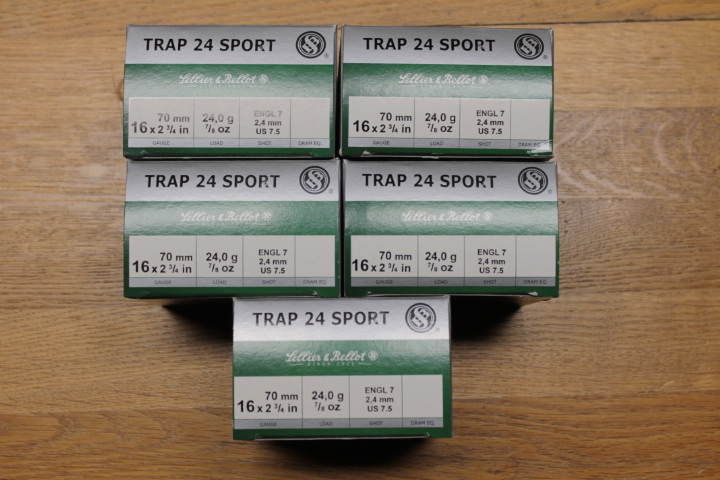 TRAP 24 SPORT
Sellier & Bellot
70 mm 24,0 g ENGL 7
16 x 2 3/4 in 7/8 oz 2,4 mm
US 7.5
GAUGE LOAD SHOT DRAM EQ.
TRAP 24 SPORT
Sellier & Bellot
70 mm 24,0 g ENGL 7
16 x 2 3/4 in 7/8 oz 2,4 mm
US 7.5
GAUGE LOAD SHOT DRAM EQ.
TRAP 24 SPORT
Sellier & Bellot
70 mm 24,0 g ENGL 7
16 x 2 3/4 in 7/8 oz 2,4 mm
US 7.5
GAUGE LOAD SHOT DRAM EQ.
TRAP 24 SPORT
Sellier & Bellot
70 mm 24,0 g ENGL 7
16 x 2 3/4 in 7/8 oz 2,4 mm
US 7.5
GAUGE LOAD SHOT DRAM EQ.
TRAP 24 SPORT
Sellier & Bellot
SINCE 1825
70 mm 24,0 g ENGL 7
16 x 2 3/4 in 7/8 oz 2,4 mm
US 7.5
GAUGE LOAD SHOT DRAM EQ.